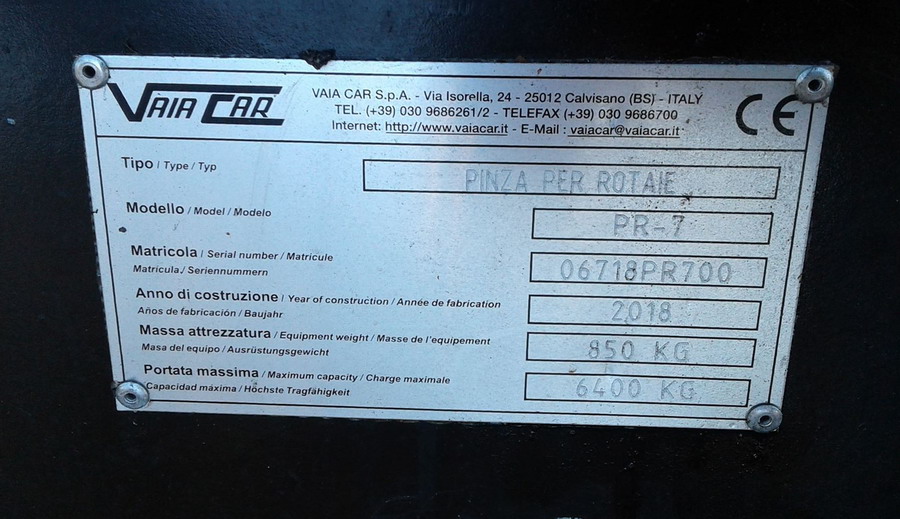 VAIA CAR
VAIA CAR S.p.A. - Via Isorella, 24 - 25012 Calvisano (BS) - ITALY
TEL. (+39) 030 9686261/2 - TELEFAX (+39) 030 9686700
Internet: http://www.vaiacar.it - E-Mail : vaiacar@vaiacar.it
CE
Tipo / Type / Typ
PINZA PER ROTAIE
Modello / Model / Modelo
PR-7
Matricola / Serial number / Matricule
Matricula./ Seriennummern
06718PR700
Anno di costruzione / Year of construction / Année de fabrication
Años de fabricación / Baujahr
2018
Massa attrezzatura / Equipment weight / Masse de l'equipement
Masa del equipo / Ausrüstungsgewicht
850 KG
Portata massima / Maximum capacity / Charge maximale
Capacidad máxima / Höchste Tragfähigkeit
6400 KG